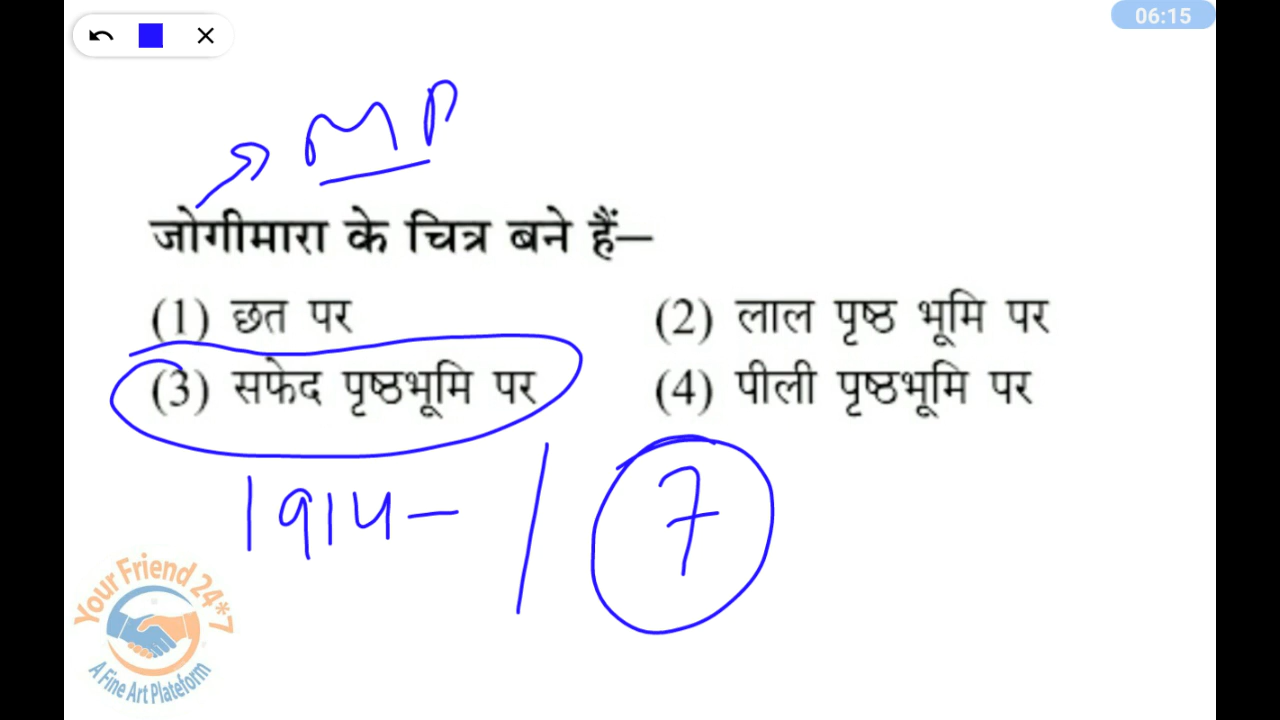 06:15
MP
जोगीमारा के चित्र बने हैं—
(1) छत पर (2) लाल पृष्ठ भूमि पर
(3) सफेद पृष्ठभूमि पर (4) पीली पृष्ठभूमि पर
1914- / 7
Your Friend 24*7
A Fine Art Plateform